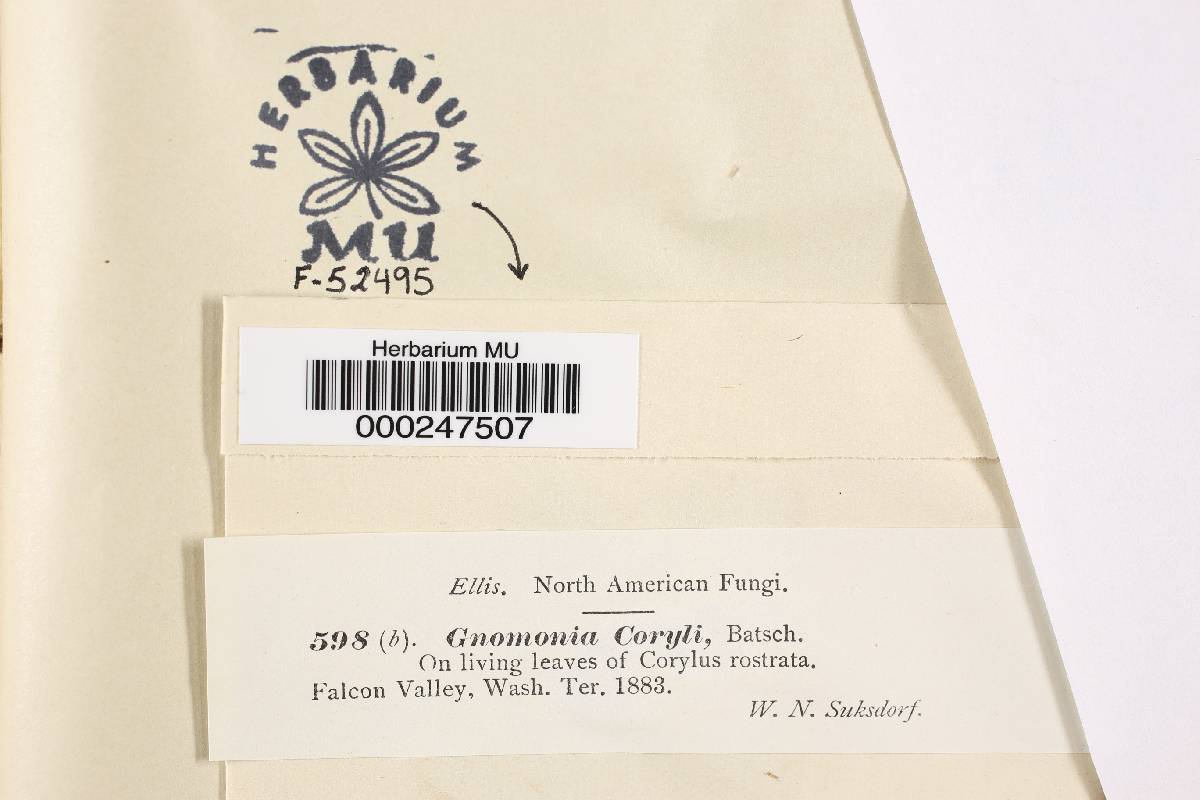 HERBARIUM
MU
F-52495
Herbarium MU
000247507
Ellis. North American Fungi.
598 (b). Gnomonia Coryli, Batsch.
On living leaves of Corylus rostrata.
Falcon Valley, Wash. Ter. 1883.
W. N. Suksdorf.